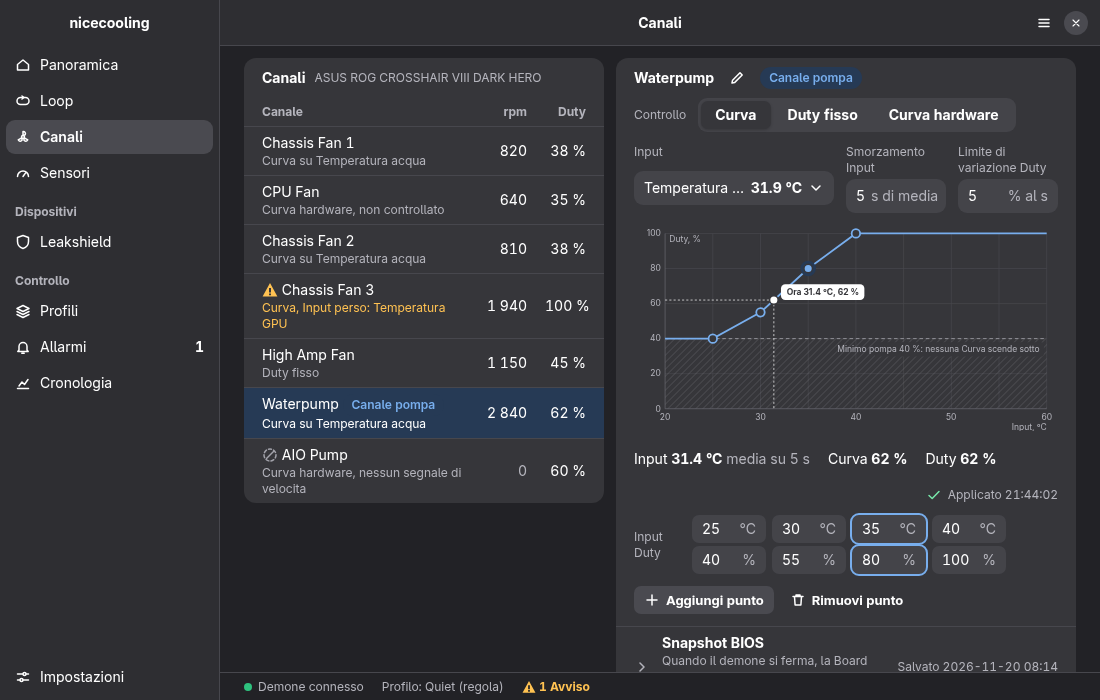 nicecooling
Canali
Panoramica
Loop
Canali
Sensori
Dispositivi
Leakshield
Controllo
Profili
Allarmi 1
Cronologia
Impostazioni
Canali ASUS ROG CROSSHAIR VIII DARK HERO
Canale rpm Duty
Chassis Fan 1
Curva su Temperatura acqua
820 38 %
CPU Fan
Curva hardware, non controllato
640 35 %
Chassis Fan 2
Curva su Temperatura acqua
810 38 %
Chassis Fan 3
Curva, Input perso: Temperatura
GPU
1 940 100 %
High Amp Fan
Duty fisso
1 150 45 %
Waterpump Canale pompa
Curva su Temperatura acqua
2 840 62 %
AIO Pump
Curva hardware, nessun segnale di
velocita
0 60 %
Waterpump Canale pompa
Controllo Curva Duty fisso Curva hardware
Input
Temperatura ... 31.9 °C
Smorzamento
Input
5 s di media
Limite di
variazione Duty
5 % al s
Duty, %
100
80
60
40
20
0
Ora 31.4 °C, 62 %
Minimo pompa 40 %: nessuna Curva scende sotto
20 30 40 50 60
Input, °C
Input 31.4 °C media su 5 s Curva 62 % Duty 62 %
Applicato 21:44:02
Input 25 °C 30 °C 35 °C 40 °C
Duty 40 % 55 % 80 % 100 %
Aggiungi punto Rimuovi punto
Snapshot BIOS
Quando il demone si ferma, la Board
Salvato 2026-11-20 08:14
Demone connesso Profilo: Quiet (regola) 1 Avviso